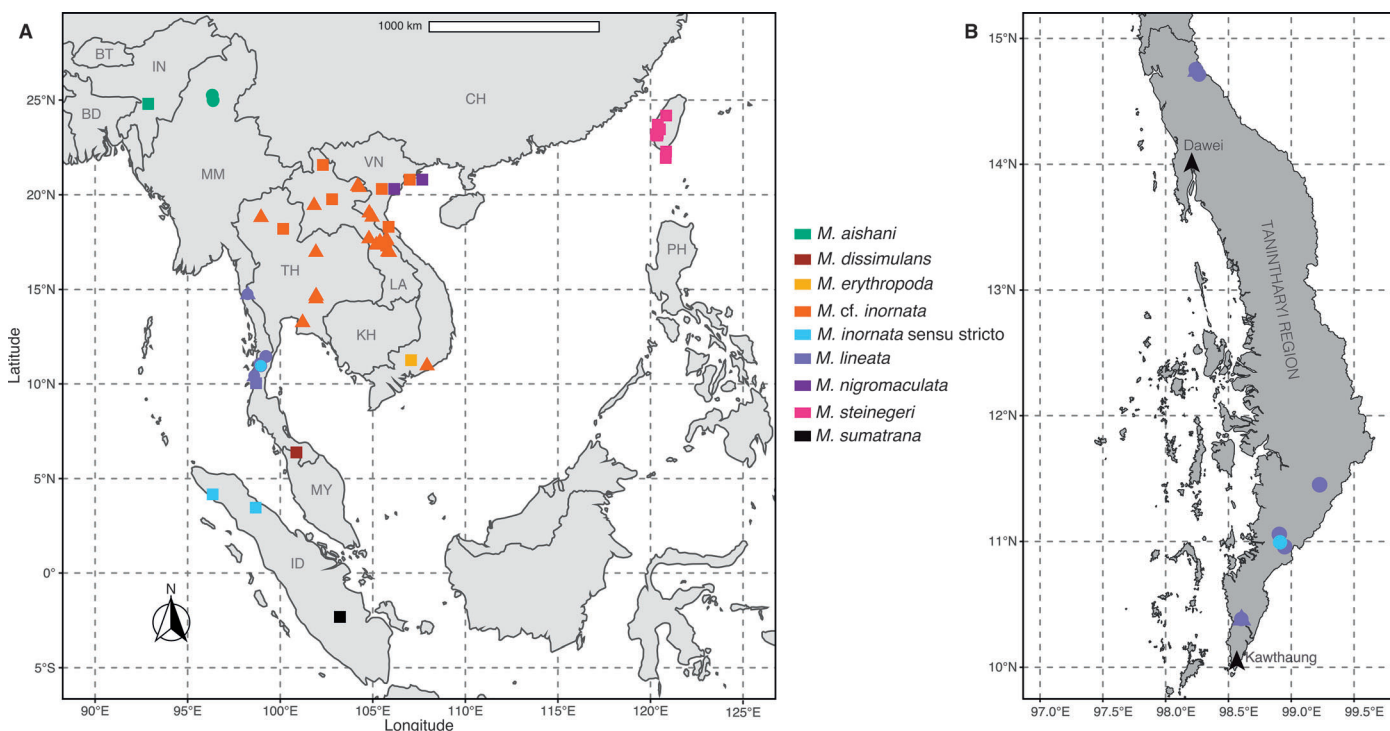 A
1000 km
BT
IN
BD
CH
MM
VN
TH
LA
KH
PH
MY
ID
N
25°N
20°N
15°N
10°N
5°N
0°
5°S
Latitude
90°E 95°E 100°E 105°E 110°E 115°E 120°E 125°E
Longitude
M. aishani
M. dissimulans
M. erythropoda
M. cf. inornata
M. inornata sensu stricto
M. lineata
M. nigromaculata
M. steinegeri
M. sumatrana
B
15°N
14°N
13°N
12°N
11°N
10°N
Dawei
TANINTHARYI REGION
Kawthaung
97.0°E 97.5°E 98.0°E 98.5°E 99.0°E 99.5°E